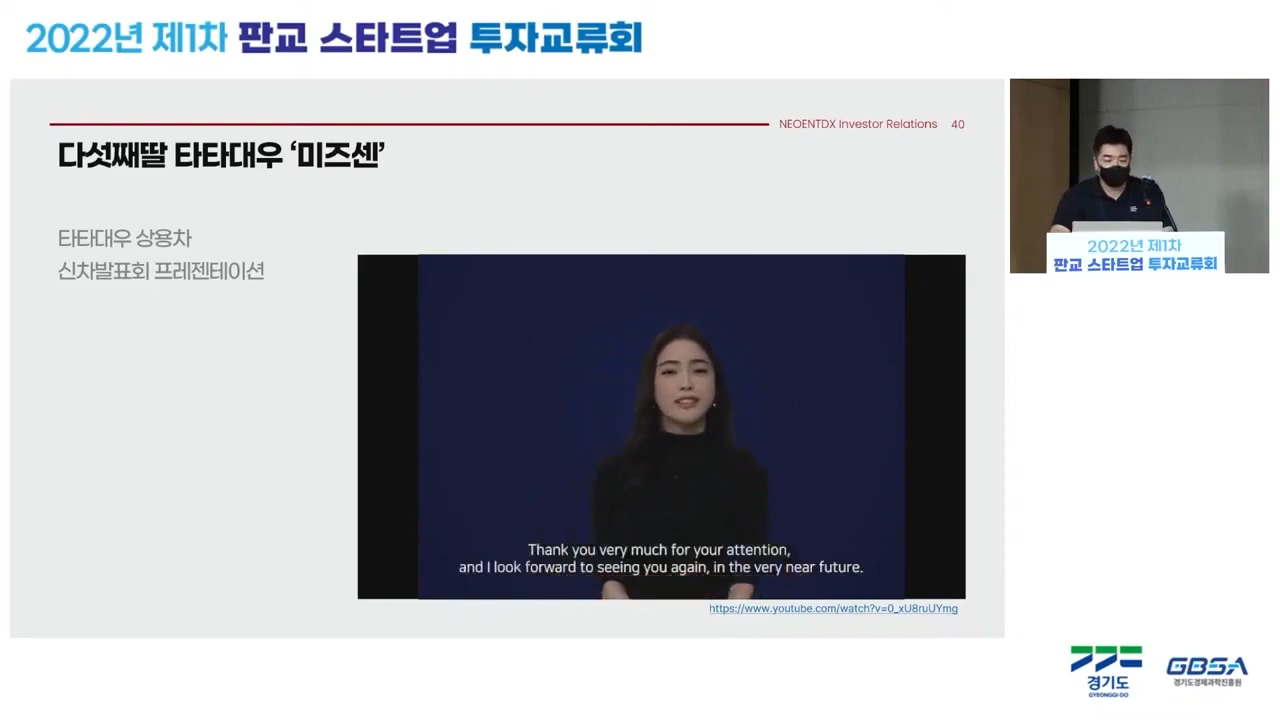 2022년 제1차 판교 스타트업 투자교류회
NEOENTDX Investor Relations 40
다섯째딸 타타대우 ‘미즈센’
타타대우 상용차
신차발표회 프레젠테이션
Thank you very much for your attention,
and I look forward to seeing you again, in the very near future.
https://www.youtube.com/watch?v=0_xU8ruUYmg
2022년 제1차
판교 스타트업 투자교류회
경기도
GYEONGGI-DO
GBSA
경기도경제과학진흥원